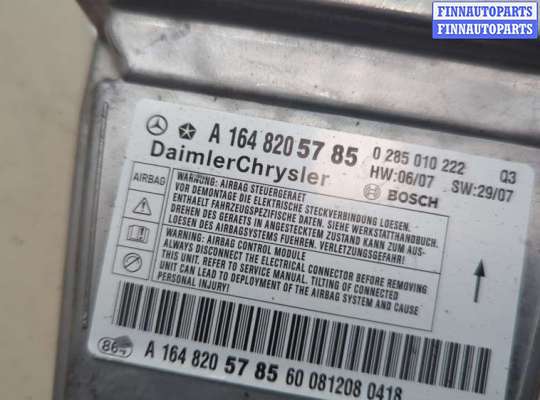 FINNAUTOPARTS
FINNAUTOPARTS
A 164 820 57 85 0 285 010 222 Q3
DaimlerChrysler HW:06/07 SW:29/07
BOSCH
AIRBAG
WARNUNG: AIRBAG STEUERGERAET
VOR DEMONTAGE DIE ELEKTRISCHE STECKVERBINDUNG LOESEN.
ENTHAELT FAHRZEUGSPEZIFISCHE DATEN. SIEHE WERKSTATTHANDBUCH.
DREHEN DES GERAETS IN ANGESTECKTEM ZUSTAND KANN ZUM AUS-
LOESEN DES AIRBAGSYSTEMS FUEHREN. VERLETZUNGSGEFAHR!
WARNING: AIRBAG CONTROL MODULE
ALWAYS DISCONNECT THE ELECTRICAL CONNECTOR BEFORE REMOVING
THIS UNIT. REFER TO SERVICE MANUAL. TILTING OF CONNECTED
UNIT CAN LEAD TO DEPLOYMENT OF THE AIRBAG SYSTEM AND CAUSE
PERSONAL INJURY!
A 164 820 57 85 60 081208 0418